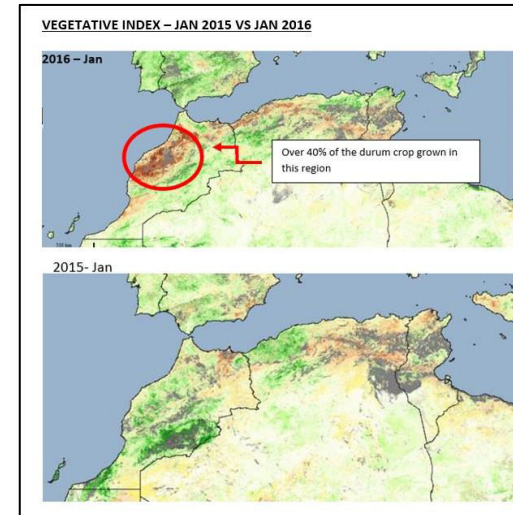 VEGETATIVE INDEX – JAN 2015 VS JAN 2016
2016 – Jan
Over 40% of the durum crop grown in
this region
2015- Jan